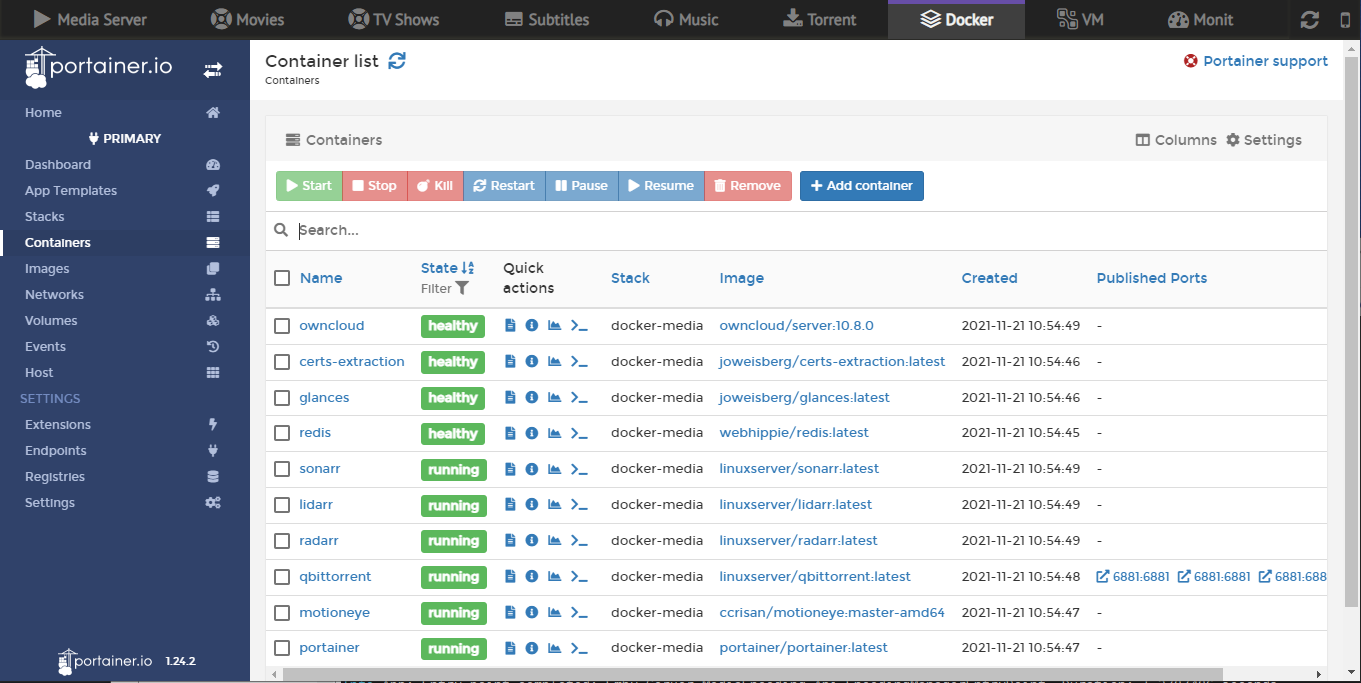 Media Server Movies TV Shows Subtitles Music Torrent Docker VM Monit
portainer.io
Home
PRIMARY
Dashboard
App Templates
Stacks
Containers
Images
Networks
Volumes
Events
Host
SETTINGS
Extensions
Endpoints
Registries
Settings
portainer.io 1.24.2
Container list
Containers
Portainer support
Containers Columns Settings
Start Stop Kill Restart Pause Resume Remove Add container
Search...
Name State Filter Quick actions Stack Image Created Published Ports
owncloud healthy docker-media owncloud/server:10.8.0 2021-11-21 10:54:49 -
certs-extraction healthy docker-media joweisberg/certs-extraction:latest 2021-11-21 10:54:46 -
glances healthy docker-media joweisberg/glances:latest 2021-11-21 10:54:46 -
redis healthy docker-media webhippie/redis:latest 2021-11-21 10:54:45 -
sonarr running docker-media linuxserver/sonarr:latest 2021-11-21 10:54:49 -
lidarr running docker-media linuxserver/lidarr:latest 2021-11-21 10:54:49 -
radarr running docker-media linuxserver/radarr:latest 2021-11-21 10:54:49 -
qbittorrent running docker-media linuxserver/qbittorrent:latest 2021-11-21 10:54:48 6881:6881 6881:6881 6881:688
motioneye running docker-media ccrisan/motioneye:master-amd64 2021-11-21 10:54:47 -
portainer running docker-media portainer/portainer:latest 2021-11-21 10:54:47 -